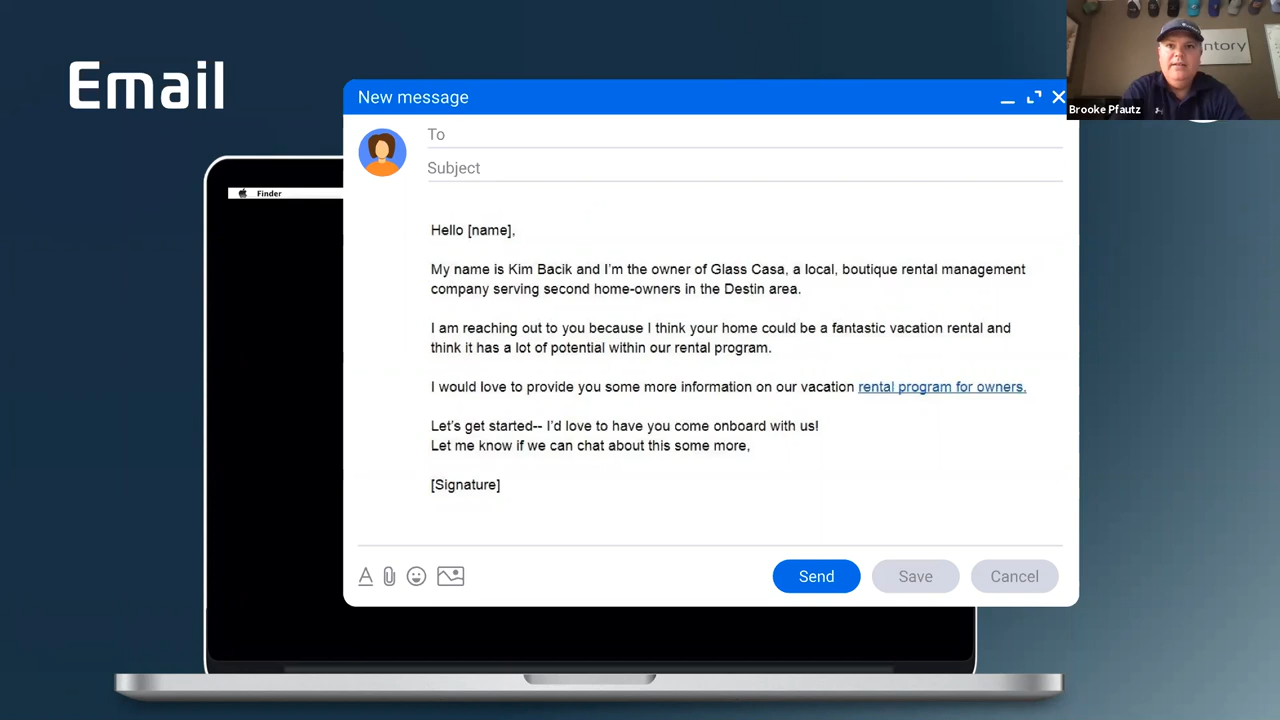 Email
New message
To
Subject
Finder
Hello [name],
My name is Kim Bacik and I'm the owner of Glass Casa, a local, boutique rental management
company serving second home-owners in the Destin area.
I am reaching out to you because I think your home could be a fantastic vacation rental and
think it has a lot of potential within our rental program.
I would love to provide you some more information on our vacation rental program for owners.
Let's get started-- I'd love to have you come onboard with us!
Let me know if we can chat about this some more,
[Signature]
A
Send
Save
Cancel
ntory
Brooke Pfautz